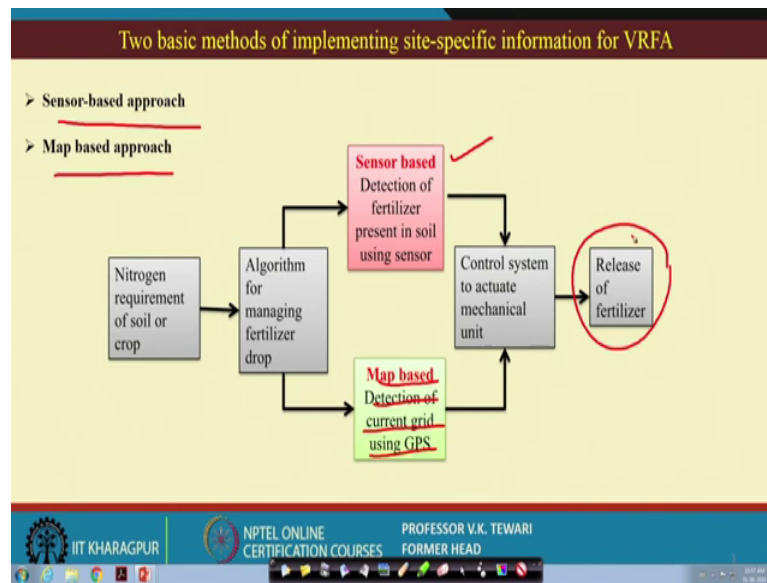 Two basic methods of implementing site-specific information for VRFA
➢ Sensor-based approach
➢ Map based approach
Sensor based
Detection of
fertilizer
present in soil
using sensor
Nitrogen
requirement
of soil or
crop
Algorithm
for
managing
fertilizer
drop
Control system
to actuate
mechanical
unit
Release
of
fertilizer
Map based
Detection of
current grid
using GPS
IIT KHARAGPUR
NPTEL ONLINE
CERTIFICATION COURSES
PROFESSOR V.K. TEWARI
FORMER HEAD